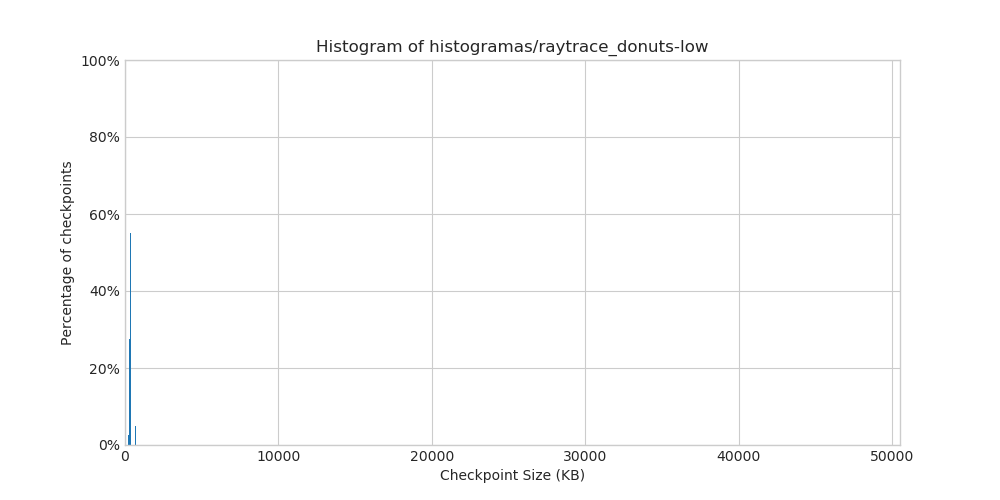 Histogram of histogramas/raytrace_donuts-low
100%
80%
60%
40%
20%
0%
Percentage of checkpoints
0 10000 20000 30000 40000 50000
Checkpoint Size (KB)